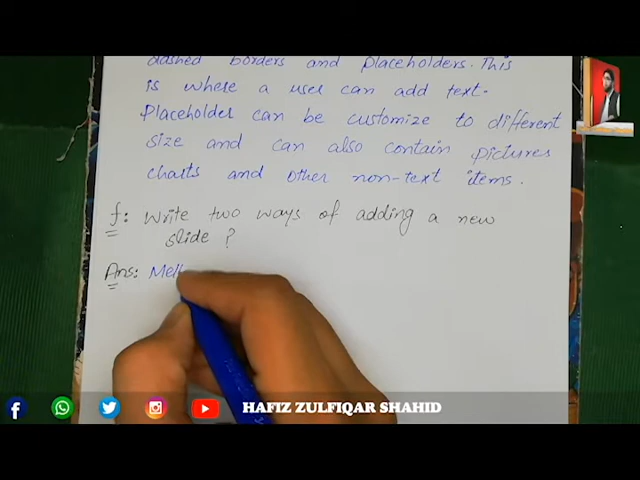 dashed borders and placeholders. This
is where a user can add text.
Placeholder can be customize to different
size and can also contain pictures
charts and other non-text items.
f: Write two ways of adding a new
slide ?
Ans:
HAFIZ ZULFIQAR SHAHID